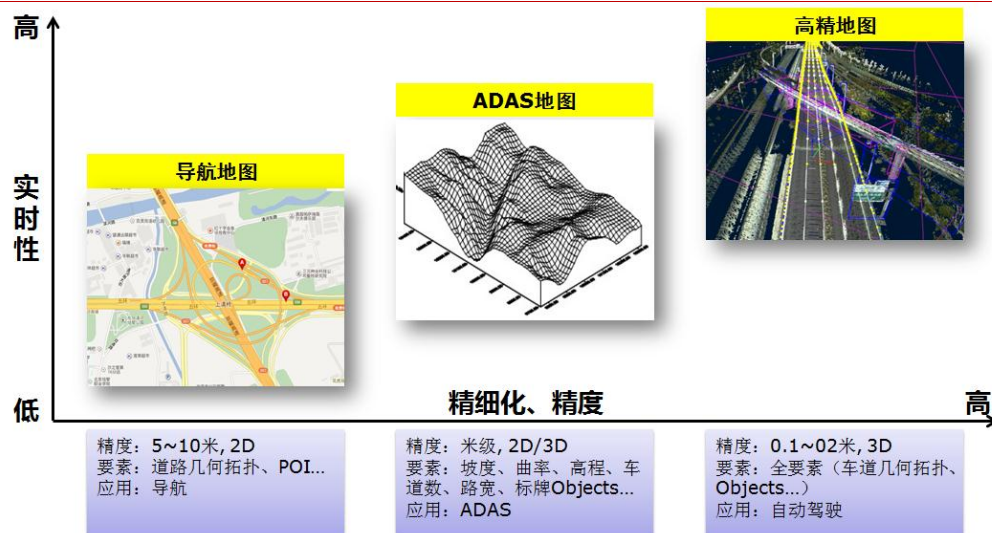 高
高精地图
ADAS地图
导航地图
实时性
低
精细化、精度
高
精度：5~10米, 2D
要素：道路几何拓扑、POI...
应用：导航
精度：米级, 2D/3D
要素：坡度、曲率、高程、车
道数、路宽、标牌Objects...
应用：ADAS
精度：0.1~02米, 3D
要素：全要素（车道几何拓扑、
Objects...）
应用：自动驾驶
A
B
上清桥